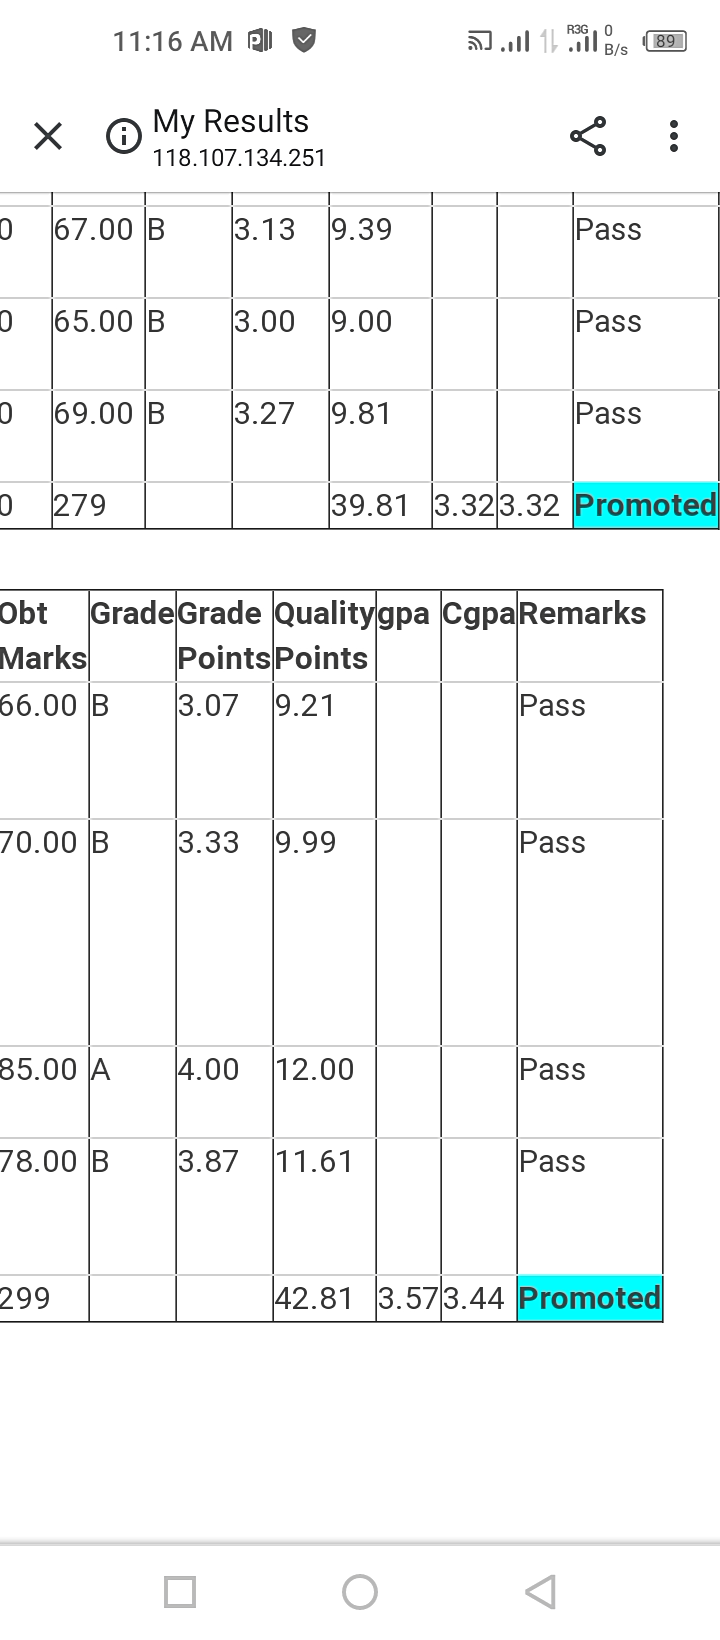 11:16 AM R3G 0 B/s 89
My Results
118.107.134.251
0 67.00 B 3.13 9.39 Pass
0 65.00 B 3.00 9.00 Pass
0 69.00 B 3.27 9.81 Pass
0 279 39.81 3.32 3.32 Promoted
Obt Marks Grade Grade Points Quality Points gpa Cgpa Remarks
66.00 B 3.07 9.21 Pass
70.00 B 3.33 9.99 Pass
85.00 A 4.00 12.00 Pass
78.00 B 3.87 11.61 Pass
299 42.81 3.57 3.44 Promoted